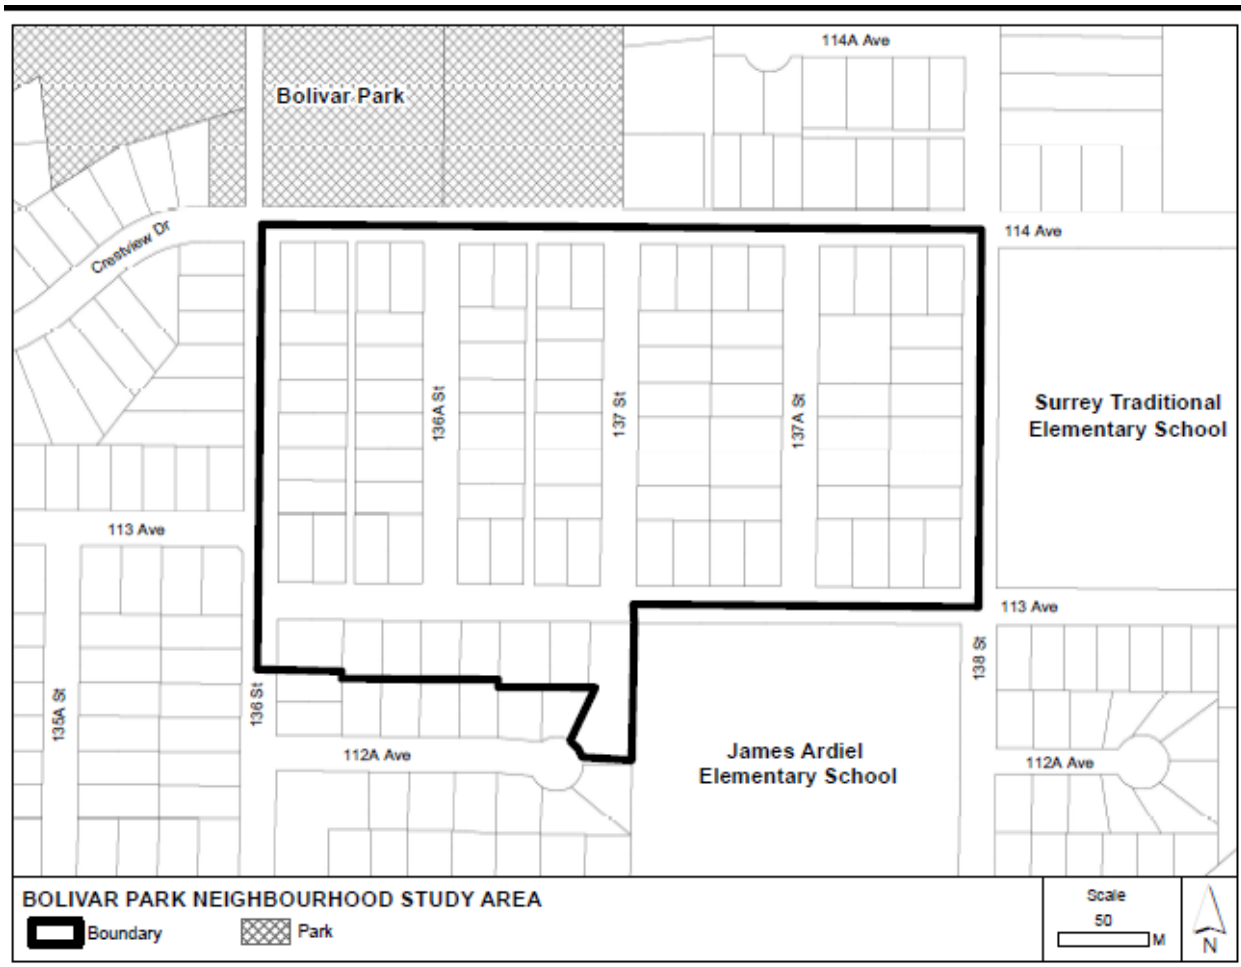 114A Ave
Bolivar Park
Crestview Dr
114 Ave
136A St
137 St
137A St
Surrey Traditional
Elementary School
113 Ave
113 Ave
138 St
135A St
136 St
112A Ave
James Ardiel
Elementary School
112A Ave
BOLIVAR PARK NEIGHBOURHOOD STUDY AREA
Boundary
Park
Scale
50
M
N